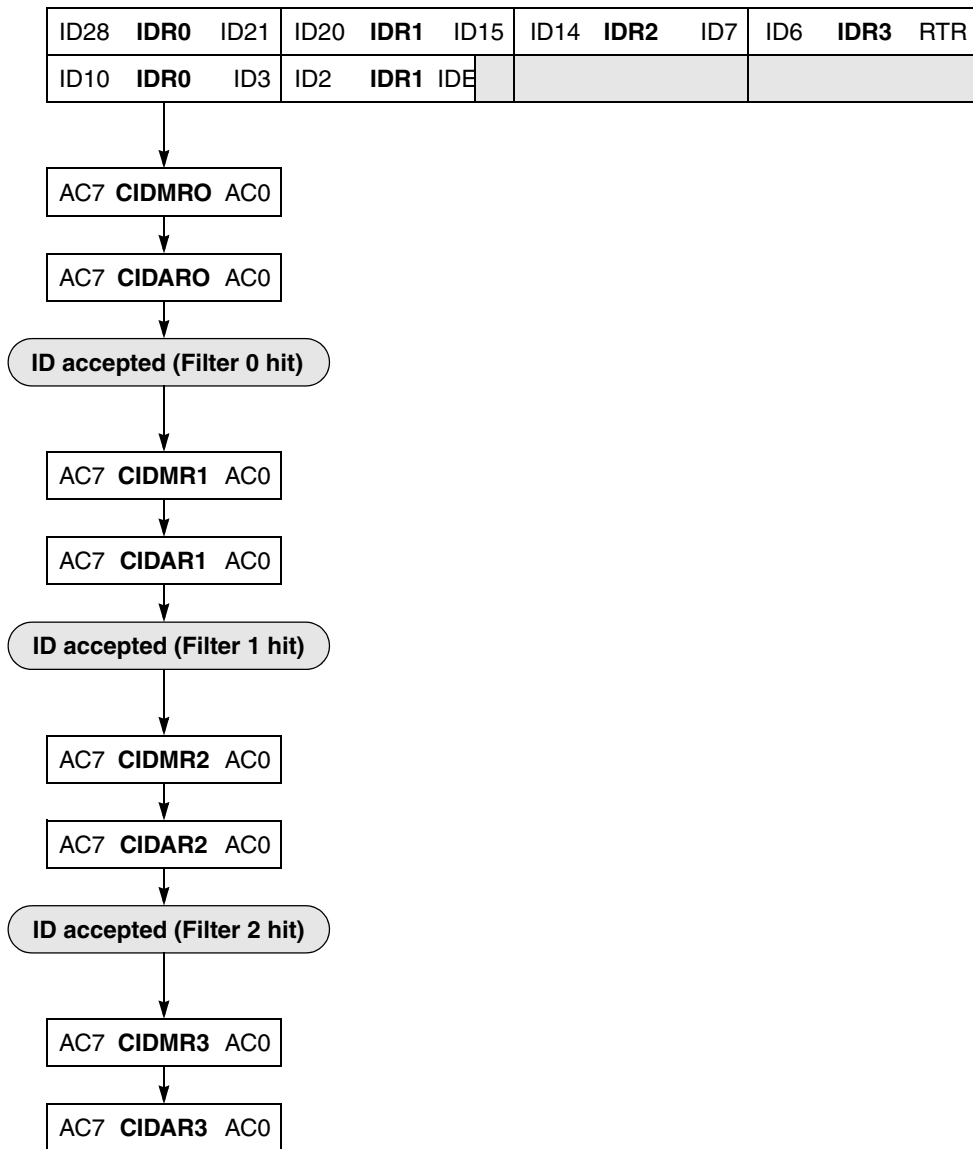 ID28 IDR0 ID21 ID20 IDR1 ID15 ID14 IDR2 ID7 ID6 IDR3 RTR
ID10 IDR0 ID3 ID2 IDR1 IDE
AC7 CIDMRO AC0
AC7 CIDARO AC0
ID accepted (Filter 0 hit)
AC7 CIDMR1 AC0
AC7 CIDAR1 AC0
ID accepted (Filter 1 hit)
AC7 CIDMR2 AC0
AC7 CIDAR2 AC0
ID accepted (Filter 2 hit)
AC7 CIDMR3 AC0
AC7 CIDAR3 AC0